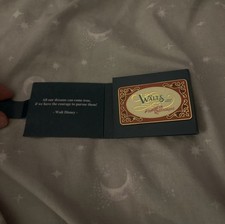 All our dreams can come true,
if we have the courage to pursue them!
- Walt Disney -
Walt's